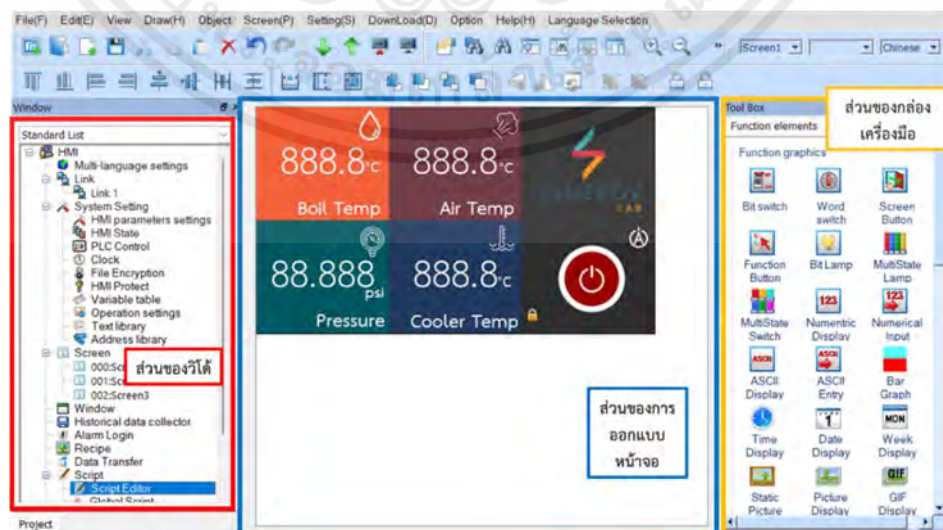 File(F) Edit(E) View Draw(H) Object Screen(P) Setting(S) DownLoad(D) Option Help(H) Language Selection
Screen1 Chinese
Window
Standard List
HMI
Multi-language settings
Link
Link 1
System Setting
HMI parameters settings
HMI State
PLC Control
Clock
File Encryption
HMI Protect
Variable table
Operation settings
Text library
Address library
Screen
000:Sc
001:Sc
002:Screen3
Window
Historical data collector
Alarm Login
Recipe
Data Transfer
Script
Script Editor
Global Script
Project
ส่วนของวิโด้
888.8°C
Boil Temp
888.8°C
Air Temp
LAB
88.888 psi
Pressure
888.8°C
Cooler Temp
ส่วนของการ
ออกแบบ
หน้าจอ
Tool Box
Function elements
ส่วนของกล่อง
เครื่องมือ
Function graphics
Bit switch Word switch Screen Button
Function Button Bit Lamp MultiState Lamp
MultiState Switch Numentric Display Numerical Input
ASCII Display ASCII Entry Bar Graph
Time Display Date Display Week Display
Static Picture Picture Display GIF Display